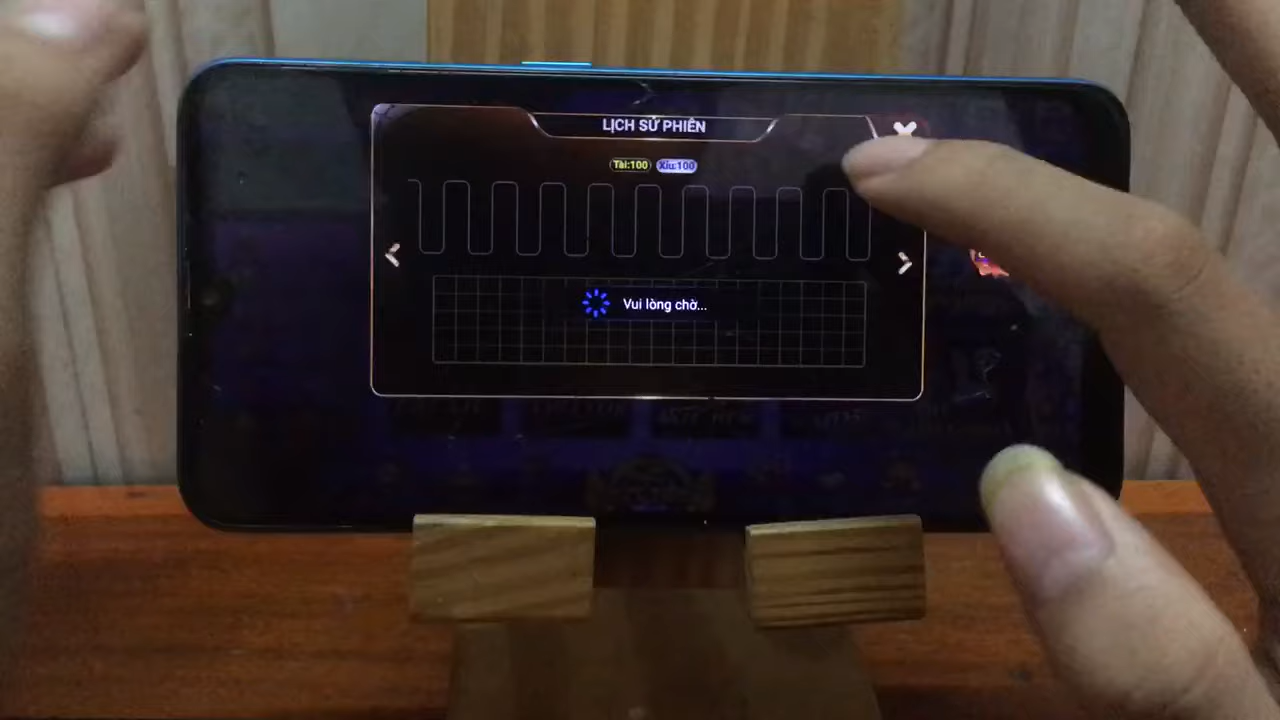 LỊCH SỬ PHIÊN
Tài:100 Xỉu:100
Vui lòng chờ...